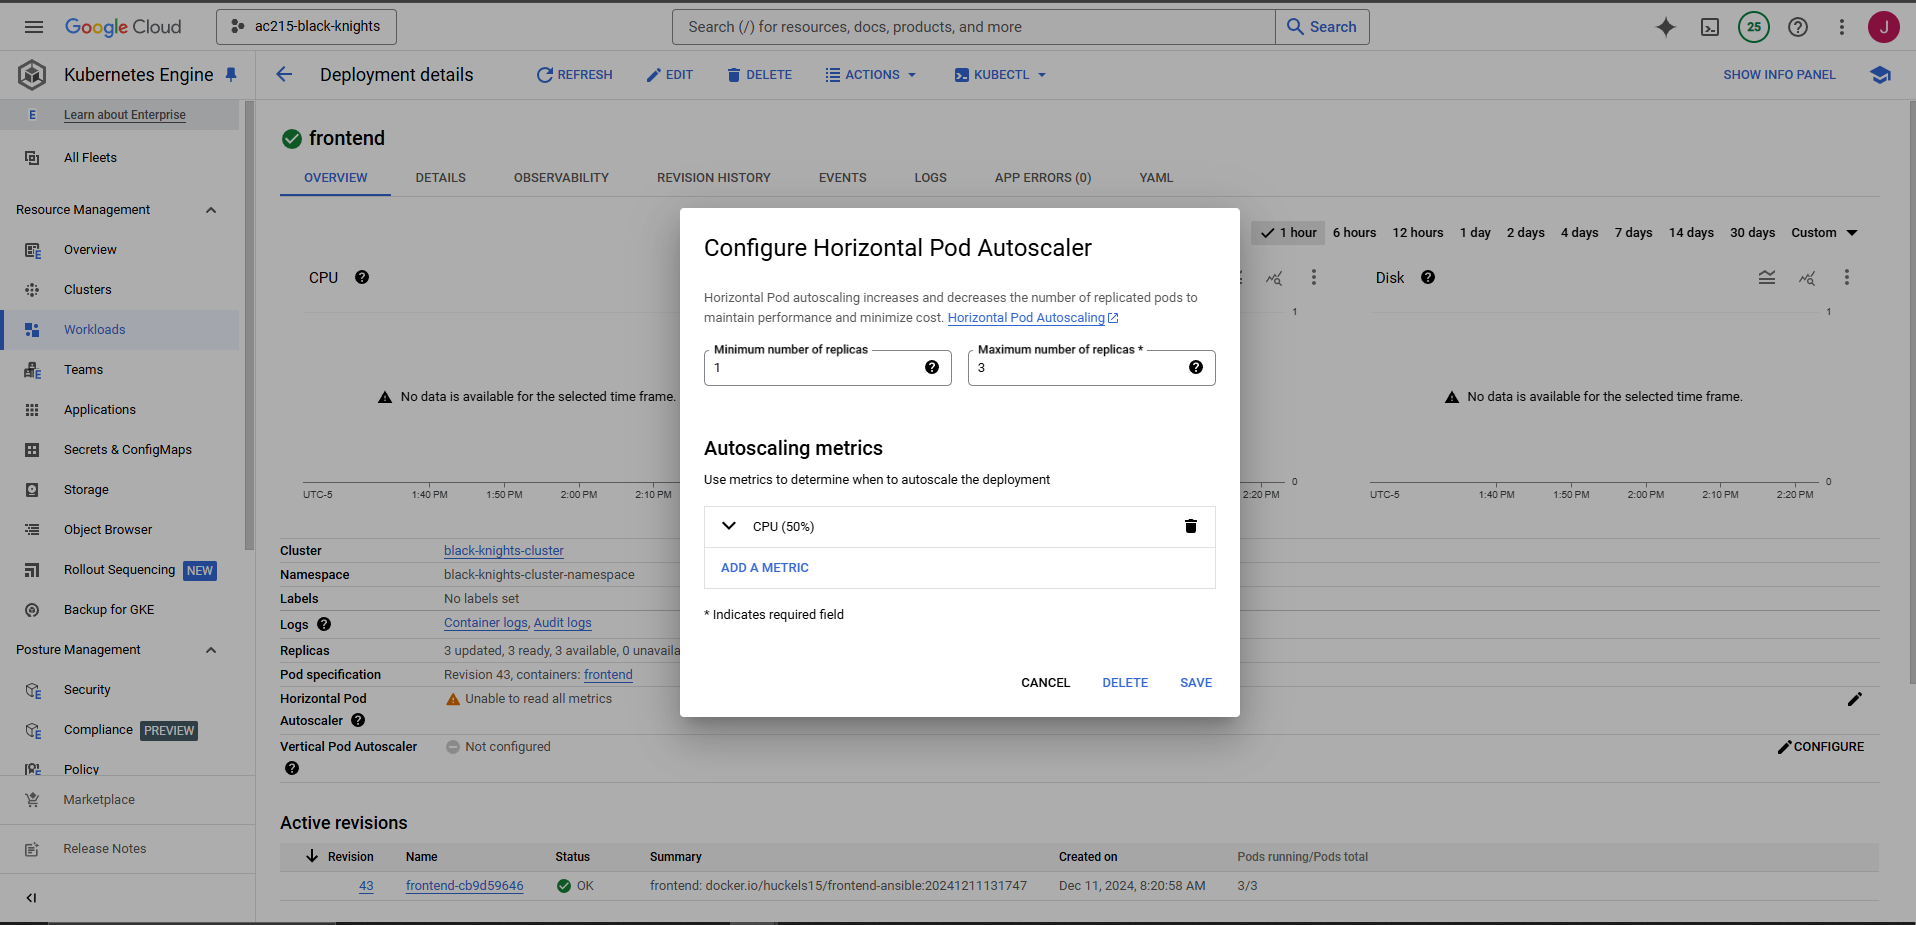 Google Cloud
ac215-black-knights
Search (/) for resources, docs, products, and more
Search
25
J
Kubernetes Engine
Deployment details
REFRESH
EDIT
DELETE
ACTIONS
KUBECTL
SHOW INFO PANEL
E
Learn about Enterprise
All Fleets
Resource Management
Overview
Clusters
Workloads
Teams
Applications
Secrets & ConfigMaps
Storage
Object Browser
Rollout Sequencing NEW
Backup for GKE
Posture Management
Security
Compliance PREVIEW
Policy
Marketplace
Release Notes
frontend
OVERVIEW
DETAILS
OBSERVABILITY
REVISION HISTORY
EVENTS
LOGS
APP ERRORS (0)
YAML
1 hour
6 hours
12 hours
1 day
2 days
4 days
7 days
14 days
30 days
Custom
CPU
No data is available for the selected time frame.
UTC-5
1:40 PM
1:50 PM
2:00 PM
2:10 PM
1
2:20 PM
0
Disk
1
No data is available for the selected time frame.
0
UTC-5
1:40 PM
1:50 PM
2:00 PM
2:10 PM
2:20 PM
Configure Horizontal Pod Autoscaler
Horizontal Pod autoscaling increases and decreases the number of replicated pods to
maintain performance and minimize cost. Horizontal Pod Autoscaling
Minimum number of replicas
1
Maximum number of replicas *
3
Autoscaling metrics
Use metrics to determine when to autoscale the deployment
CPU (50%)
ADD A METRIC
* Indicates required field
CANCEL
DELETE
SAVE
Cluster
black-knights-cluster
Namespace
black-knights-cluster-namespace
Labels
No labels set
Logs
Container logs, Audit logs
Replicas
3 updated, 3 ready, 3 available, 0 unavaila
Pod specification
Revision 43, containers: frontend
Horizontal Pod
Autoscaler
Unable to read all metrics
Vertical Pod Autoscaler
Not configured
CONFIGURE
Active revisions
Revision
Name
Status
Summary
Created on
Pods running/Pods total
43
frontend-cb9d59646
OK
frontend: docker.io/huckels15/frontend-ansible:20241211131747
Dec 11, 2024, 8:20:58 AM
3/3